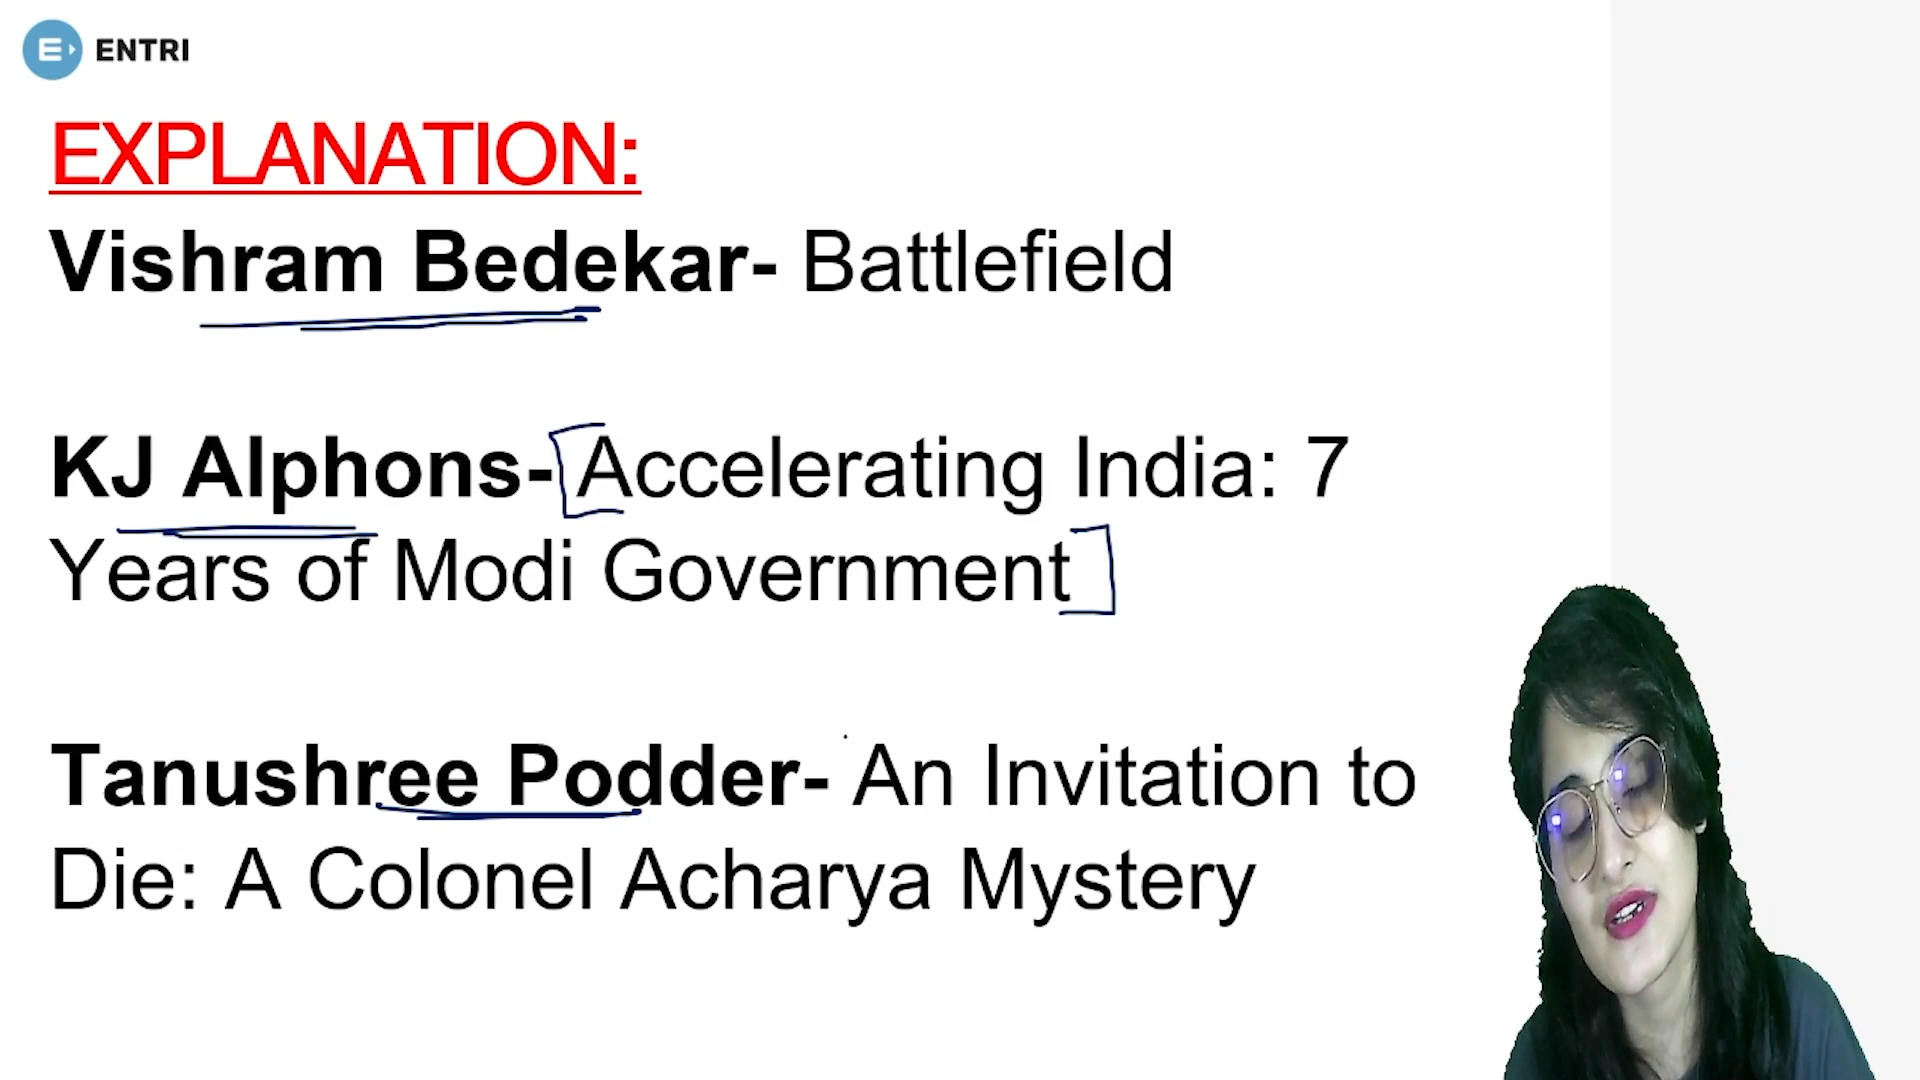 E ENTRI
EXPLANATION:
Vishram Bedekar- Battlefield
KJ Alphons- Accelerating India: 7
Years of Modi Government
Tanushree Podder- An Invitation to
Die: A Colonel Acharya Mystery